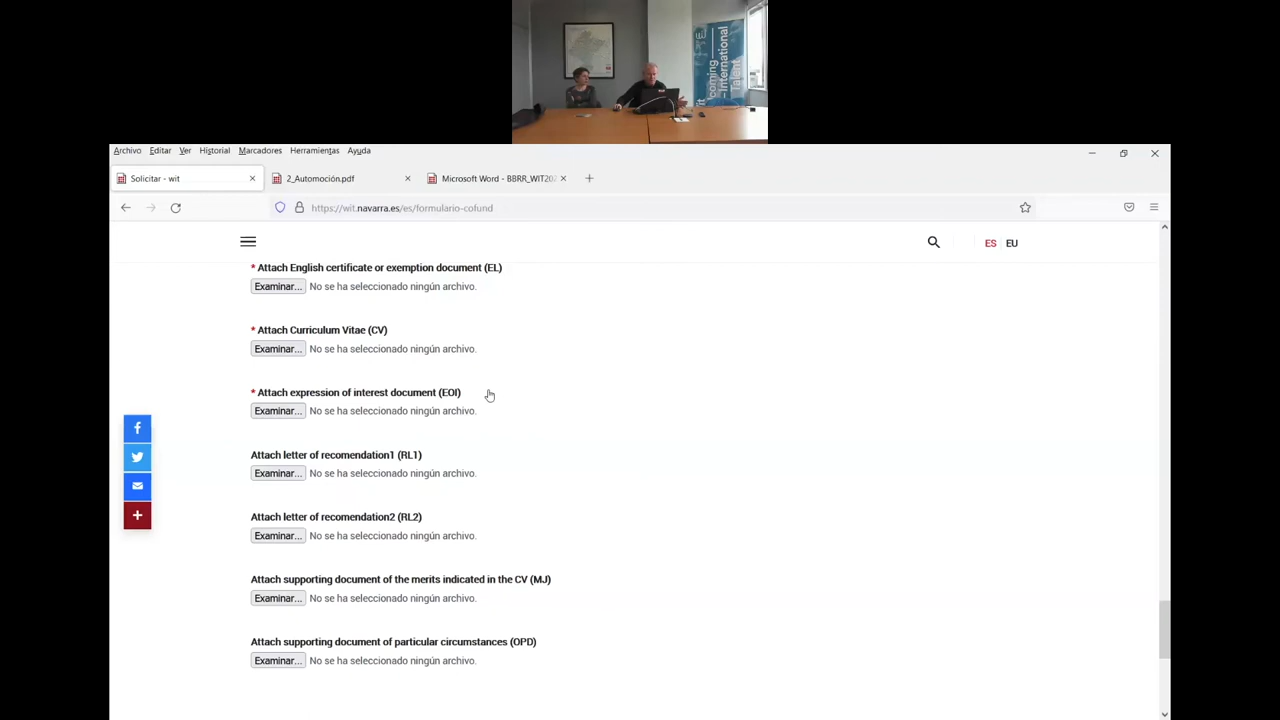 coming
International
Talent
Archivo Editar Ver Historial Marcadores Herramientas Ayuda
Solicitar - wit
2_Automoción.pdf
Microsoft Word - BBRR_WIT202
https://wit.navarra.es/es/formulario-cofund
ES EU
* Attach English certificate or exemption document (EL)
Examinar... No se ha seleccionado ningún archivo.
* Attach Curriculum Vitae (CV)
Examinar... No se ha seleccionado ningún archivo.
* Attach expression of interest document (EOI)
Examinar... No se ha seleccionado ningún archivo.
Attach letter of recomendation1 (RL1)
Examinar... No se ha seleccionado ningún archivo.
Attach letter of recomendation2 (RL2)
Examinar... No se ha seleccionado ningún archivo.
Attach supporting document of the merits indicated in the CV (MJ)
Examinar... No se ha seleccionado ningún archivo.
Attach supporting document of particular circumstances (OPD)
Examinar... No se ha seleccionado ningún archivo.